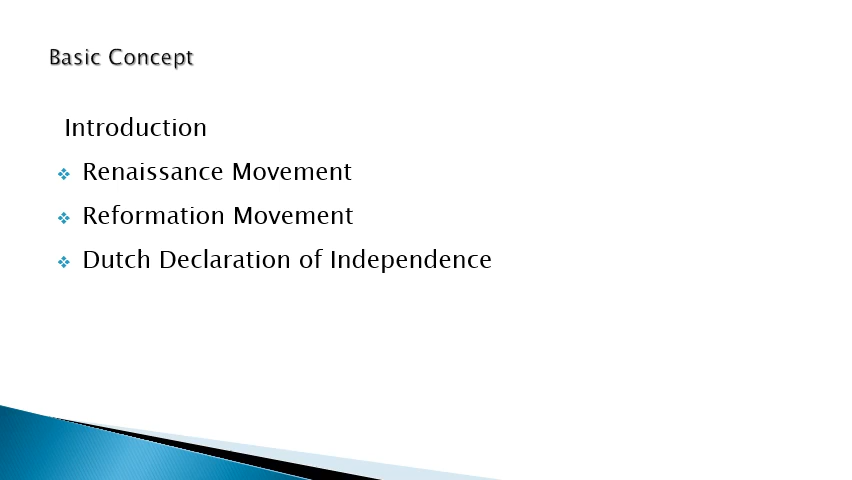 Basic Concept
Introduction
Renaissance Movement
Reformation Movement
Dutch Declaration of Independence